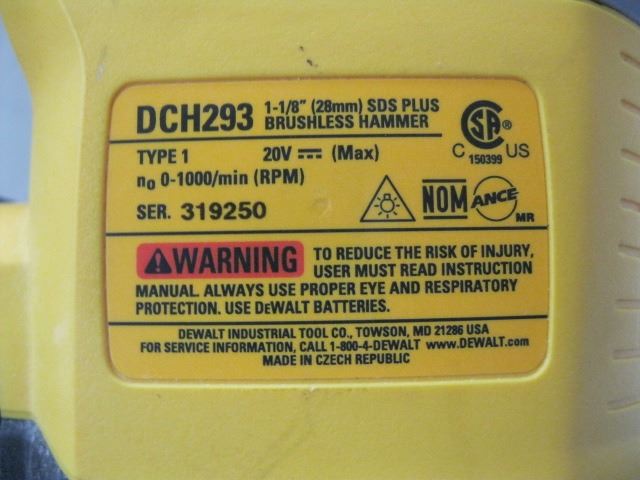 DCH293 1-1/8" (28mm) SDS PLUS
BRUSHLESS HAMMER
TYPE 1 20V ⎓ (Max)
n₀ 0-1000/min (RPM)
SER. 319250
CSA ®
C 150399 US
NOM ANCE MR
WARNING TO REDUCE THE RISK OF INJURY,
USER MUST READ INSTRUCTION
MANUAL. ALWAYS USE PROPER EYE AND RESPIRATORY
PROTECTION. USE DeWALT BATTERIES.
DEWALT INDUSTRIAL TOOL CO., TOWSON, MD 21286 USA
FOR SERVICE INFORMATION, CALL 1-800-4-DEWALT www.DEWALT.com
MADE IN CZECH REPUBLIC